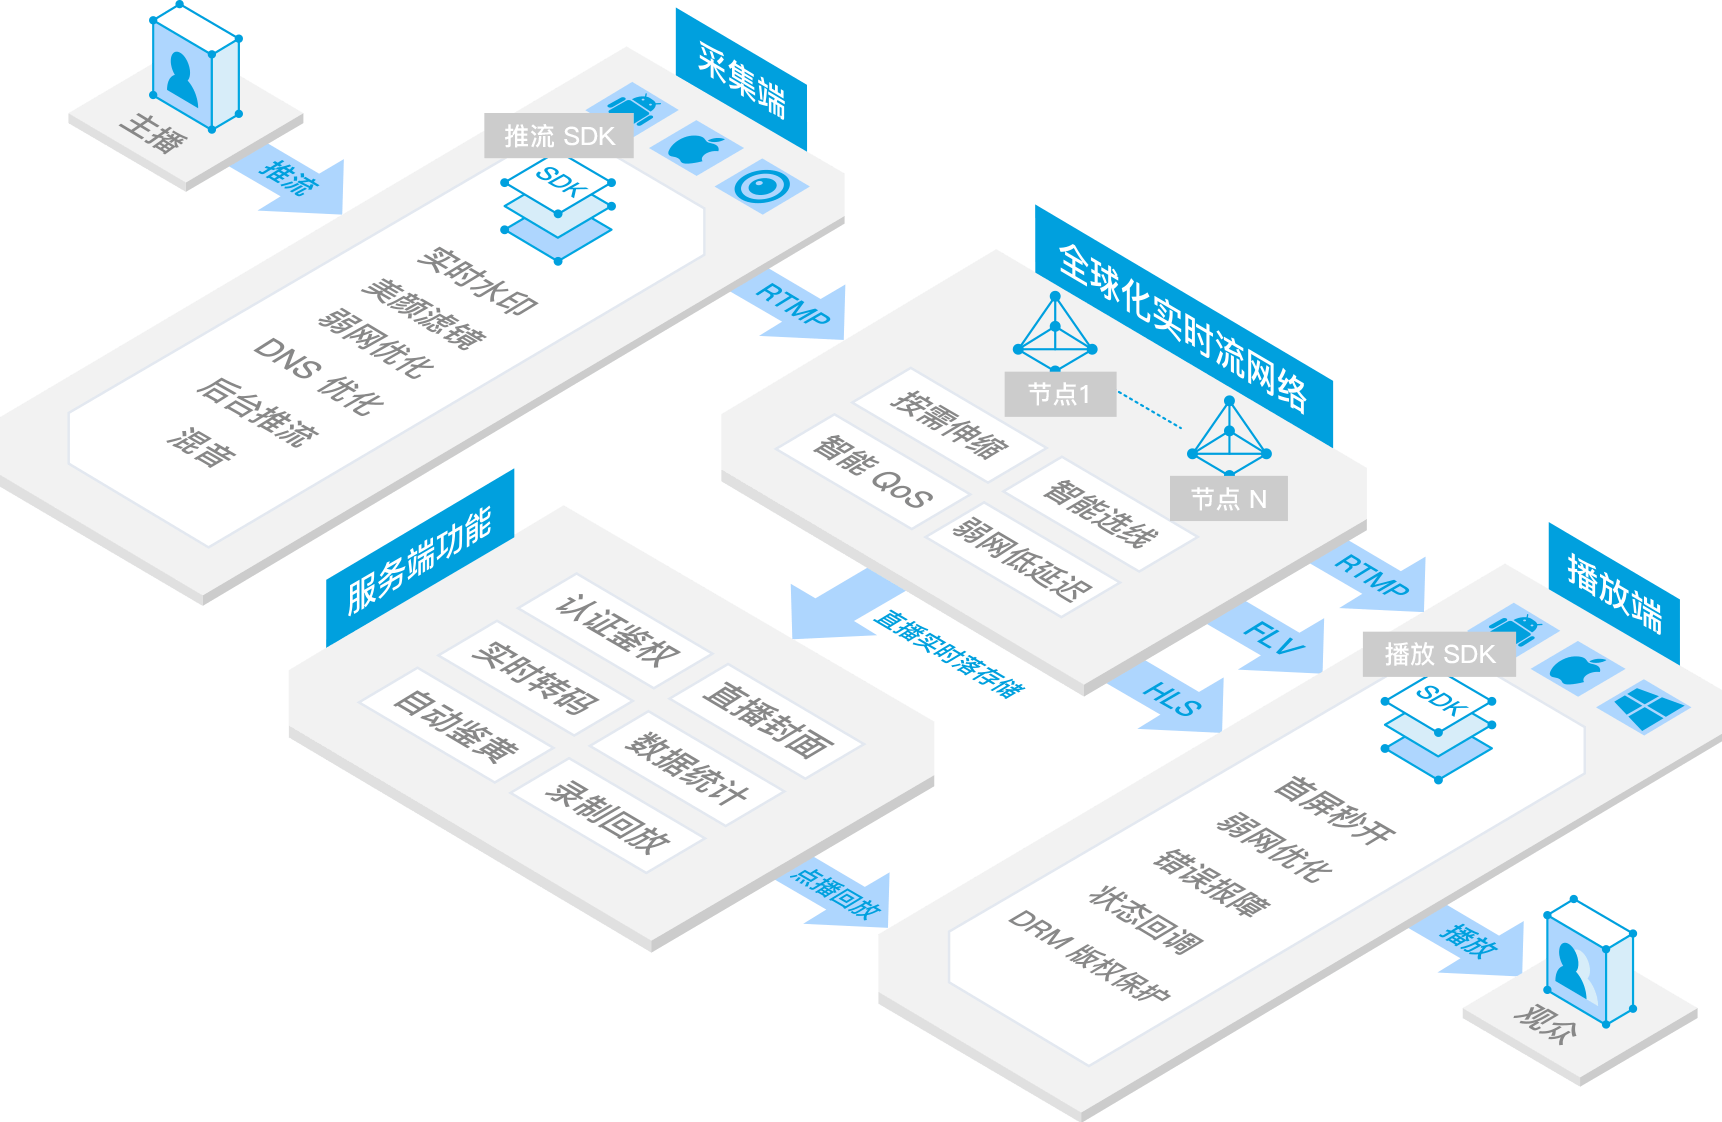 主播
推流
采集端
推流 SDK
SDK
实时水印
美颜滤镜
弱网优化
DNS 优化
后台推流
混音
RTMP
全球化实时流网络
节点1
节点 N
按需伸缩
智能 QoS
智能选线
弱网低延迟
服务端功能
认证鉴权
实时转码
自动鉴黄
直播封面
数据统计
录制回放
直播实时落存储
RTMP
FLV
HLS
点播回放
播放端
播放 SDK
SDK
首屏秒开
弱网优化
错误报障
状态回调
DRM 版权保护
播放
观众